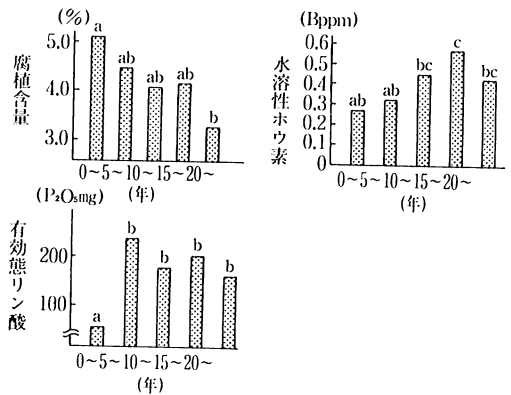 (%)
腐植含量
5.0
4.0
3.0
a
ab
ab
ab
b
0～5～10～15～20～
(年)
(Bppm)
水溶性ホウ素
0.6
0.5
0.4
0.3
0.2
0.1
0
ab
ab
bc
c
bc
0～5～10～15～20～
(年)
(P₂O₅mg)
有効態リン酸
200
100
a
b
b
b
b
0～5～10～15～20～
(年)